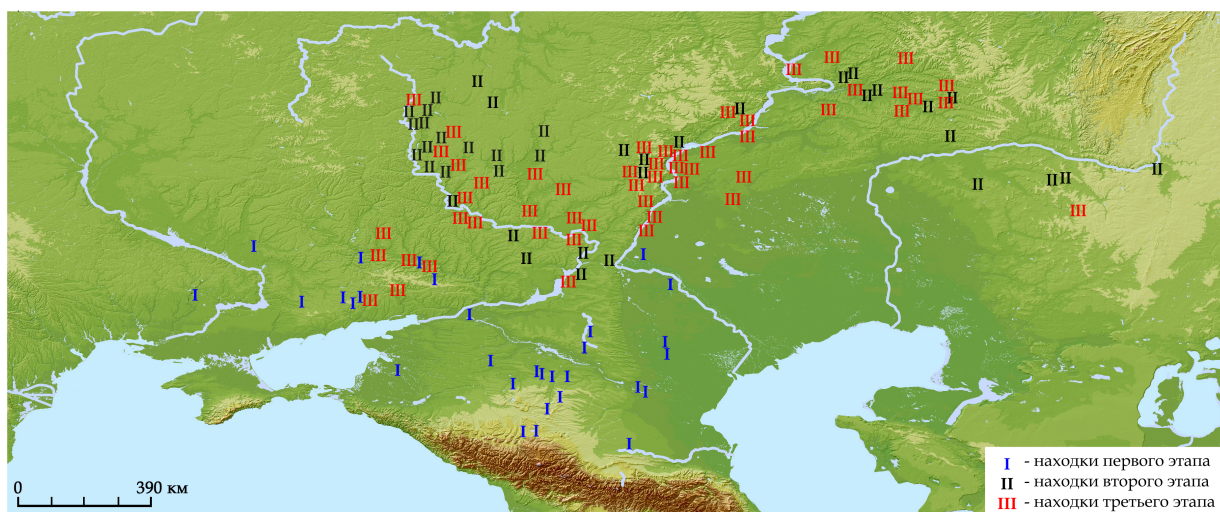 0 390 км
I - находки первого этапа
II - находки второго этапа
III - находки третьего этапа